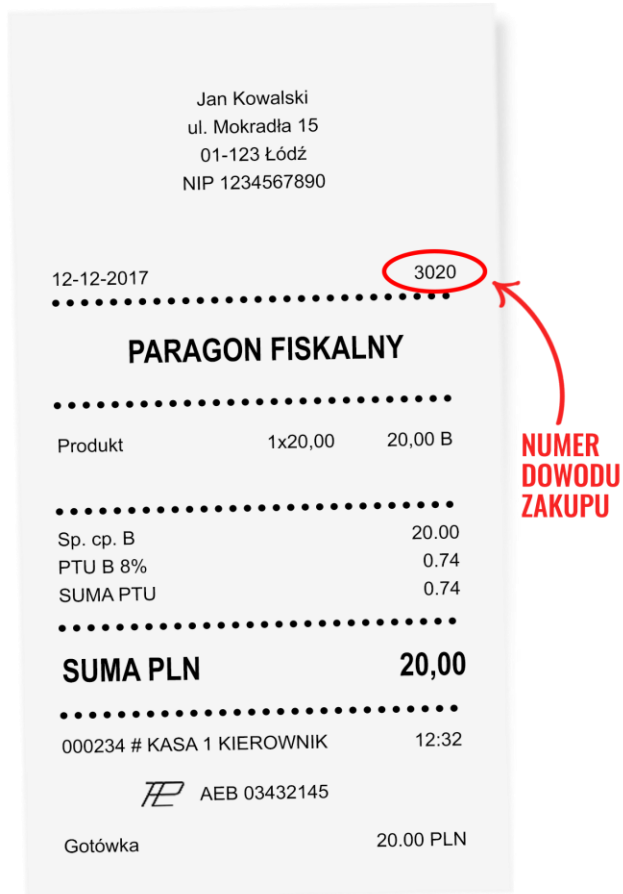 Jan Kowalski
ul. Mokradła 15
01-123 Łódź
NIP 1234567890
12-12-2017 3020
PARAGON FISKALNY
Produkt 1x20,00 20,00 B
Sp. cp. B 20.00
PTU B 8% 0.74
SUMA PTU 0.74
SUMA PLN 20,00
000234 # KASA 1 KIEROWNIK 12:32
AEB 03432145
Gotówka 20.00 PLN
NUMER
DOWODU
ZAKUPU